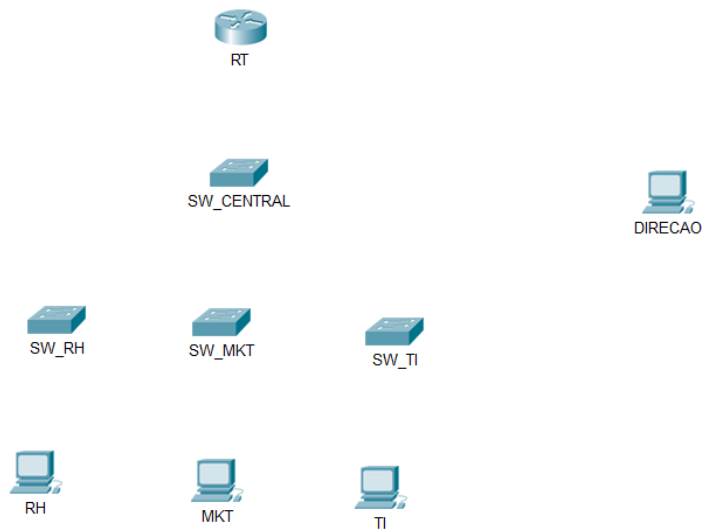 RT
SW_CENTRAL
DIRECAO
SW_RH
SW_MKT
SW_TI
RH
MKT
TI